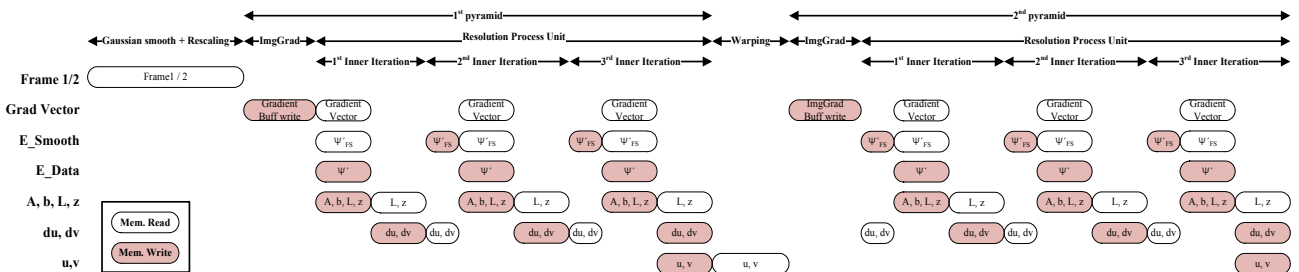 1st pyramid 2nd pyramid
Gaussian smooth + Rescaling ImgGrad Resolution Process Unit Warping ImgGrad Resolution Process Unit
1st Inner Iteration 2nd Inner Iteration 3rd Inner Iteration 1st Inner Iteration 2nd Inner Iteration 3rd Inner Iteration
Frame 1/2 Frame1 / 2
Grad Vector Gradient Buff write Gradient Vector Gradient Vector Gradient Vector ImgGrad Buff write Gradient Vector Gradient Vector Gradient Vector
E_Smooth Ψ´FS Ψ´FS Ψ´FS Ψ´FS Ψ´FS Ψ´FS Ψ´FS Ψ´FS Ψ´FS Ψ´FS Ψ´FS
E_Data Ψ´ Ψ´ Ψ´ Ψ´ Ψ´ Ψ´
A, b, L, z A, b, L, z L, z A, b, L, z L, z A, b, L, z L, z A, b, L, z L, z A, b, L, z L, z A, b, L, z L, z
du, dv du, dv du, dv du, dv du, dv du, dv du, dv du, dv du, dv du, dv du, dv du, dv
u,v u, v u, v u, v
Mem. Read
Mem. Write